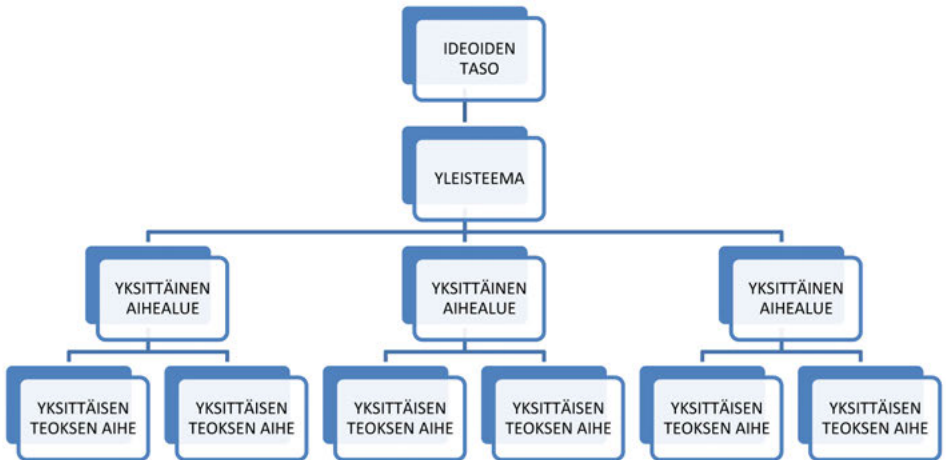 IDEOIDEN
TASO
YLEISTEEMA
YKSITTÄINEN
AIHEALUE
YKSITTÄINEN
AIHEALUE
YKSITTÄINEN
AIHEALUE
YKSITTÄISEN
TEOKSEN AIHE
YKSITTÄISEN
TEOKSEN AIHE
YKSITTÄISEN
TEOKSEN AIHE
YKSITTÄISEN
TEOKSEN AIHE
YKSITTÄISEN
TEOKSEN AIHE
YKSITTÄISEN
TEOKSEN AIHE